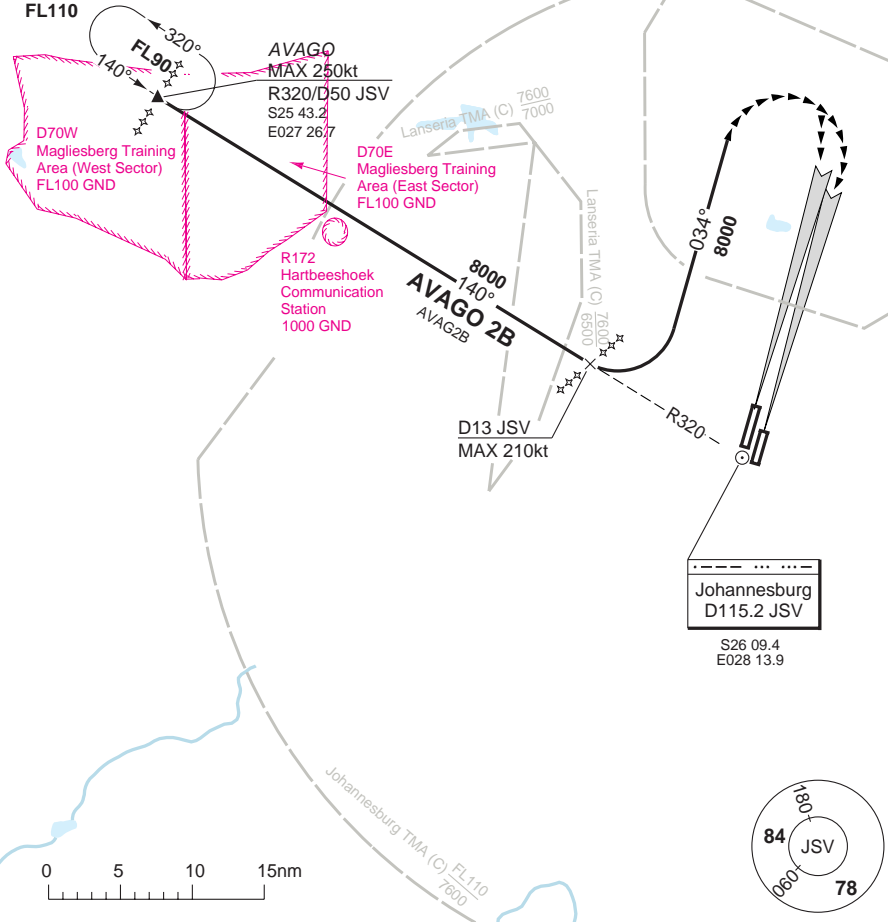 FL110
320°
FL90
140°
AVAGO
MAX 250kt
R320/D50 JSV
S25 43.2
E027 26.7
D70W
Magliesberg Training
Area (West Sector)
FL100 GND
D70E
Magliesberg Training
Area (East Sector)
FL100 GND
Lanseria TMA (C) 7600
7000
R172
Hartbeeshoek
Communication
Station
1000 GND
8000
140°
AVAGO 2B
AVAG2B
Lanseria TMA (C) 7600
6500
034°
8000
D13 JSV
MAX 210kt
R320
Johannesburg
D115.2 JSV
S26 09.4
E028 13.9
Johannesburg TMA (C) FL110
7600
0 5 10 15nm
180
84
JSV
060
78